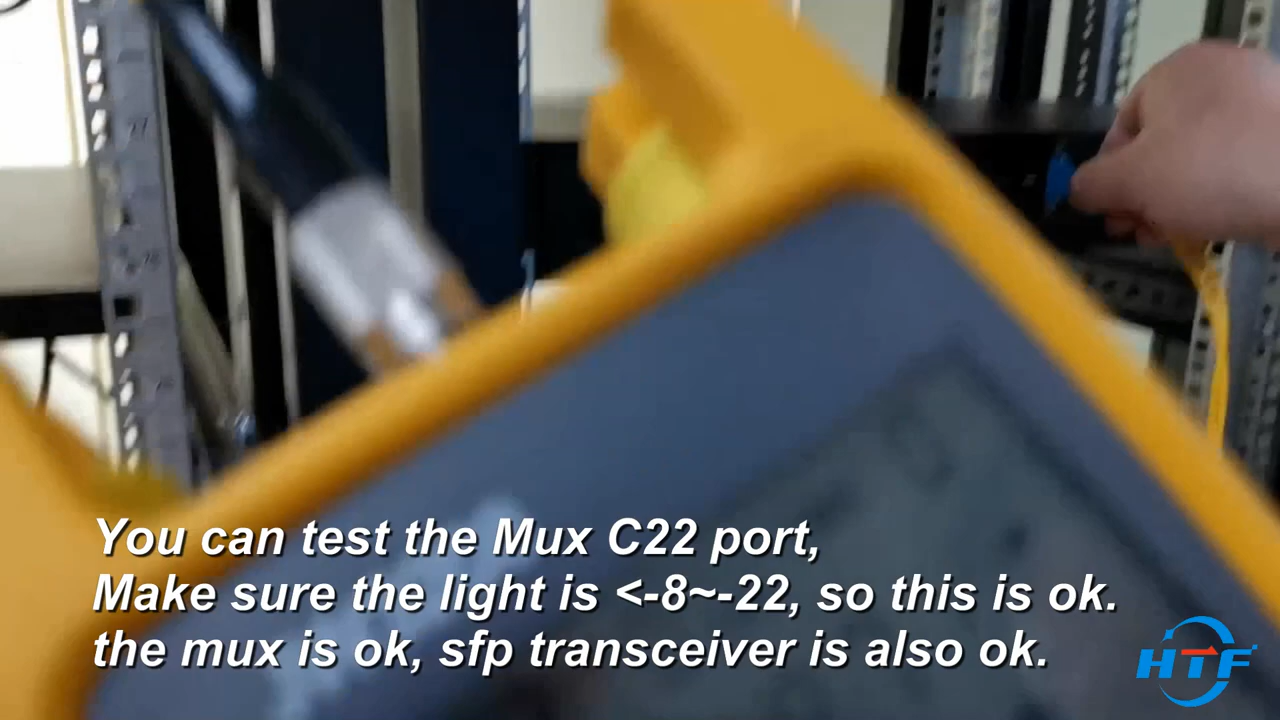 You can test the Mux C22 port,
Make sure the light is <-8~-22, so this is ok.
the mux is ok, sfp transceiver is also ok.
HTF